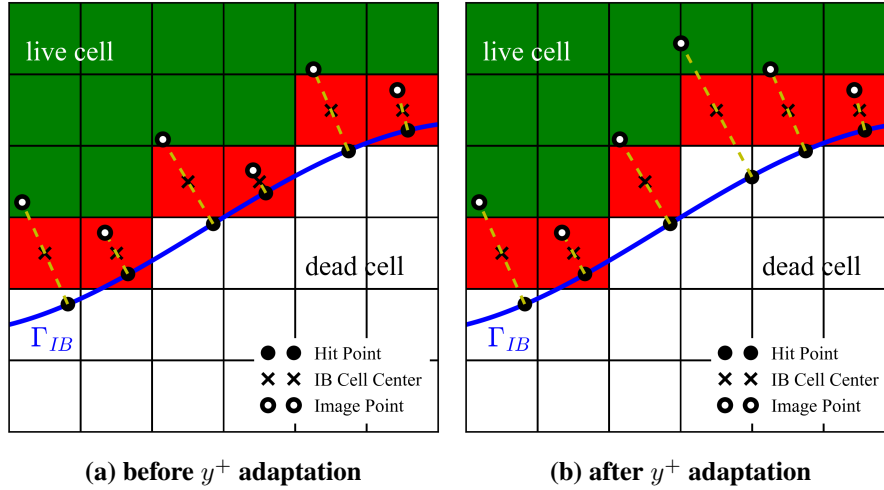 live cell
dead cell
Γ_IB
Hit Point
IB Cell Center
Image Point
(a) before y⁺ adaptation
live cell
dead cell
Γ_IB
Hit Point
IB Cell Center
Image Point
(b) after y⁺ adaptation